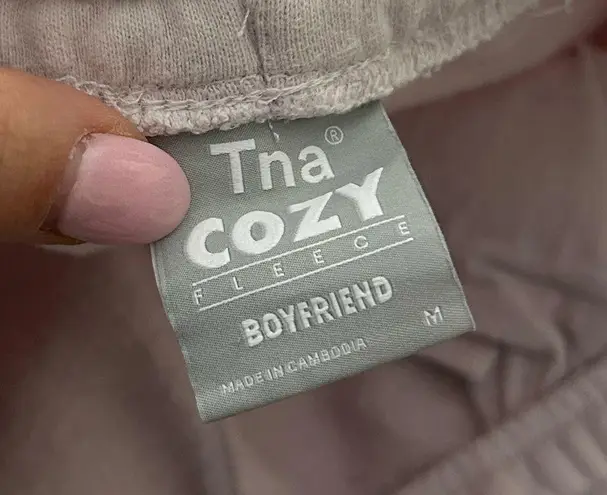 Tna®
COZY
FLEECE
BOYFRIEND
M
MADE IN CAMBODIA